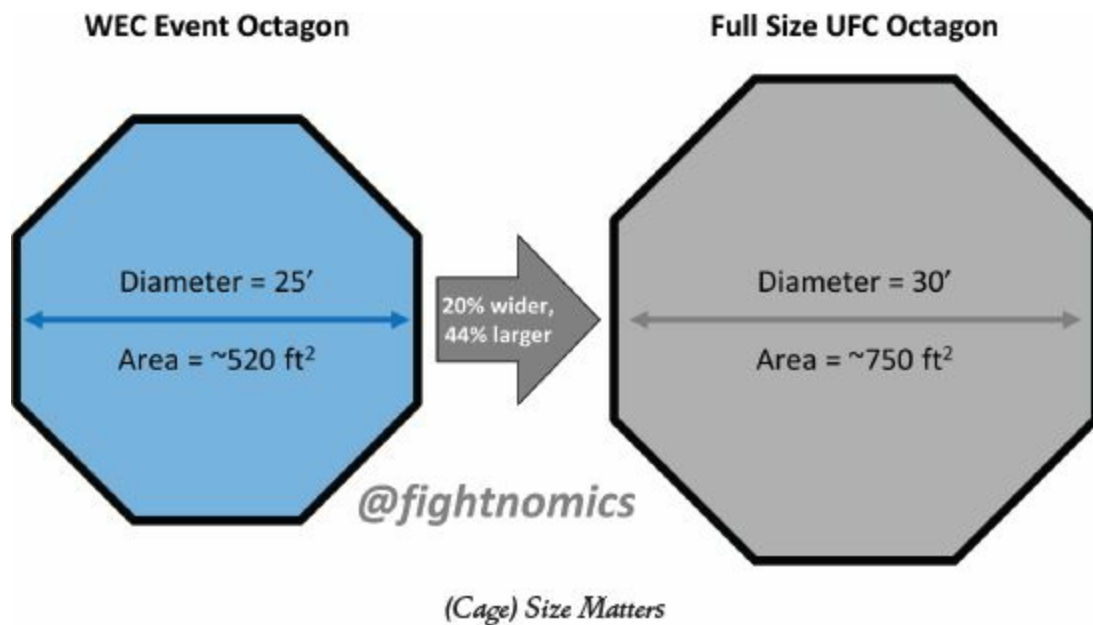 WEC Event Octagon
Full Size UFC Octagon
Diameter = 25′
Area = ~520 ft²
20% wider,
44% larger
Diameter = 30′
Area = ~750 ft²
@fightnomics
(Cage) Size Matters